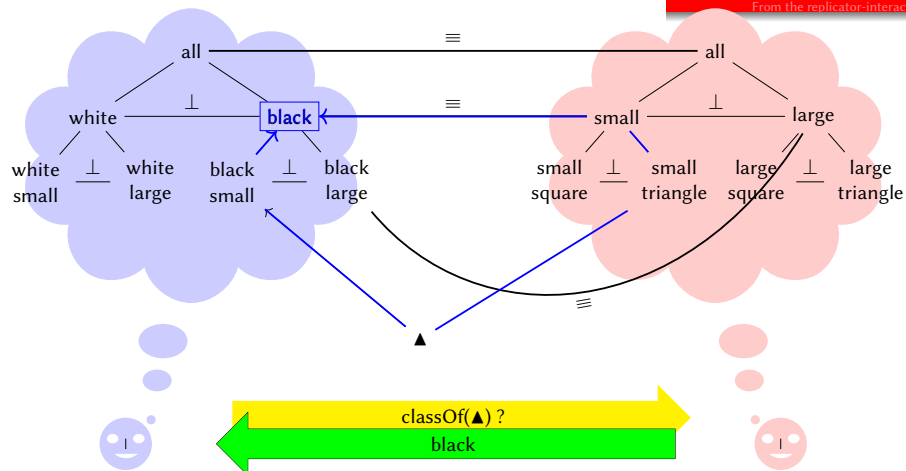 From the replicator-interac
≡
all
all
⊥
≡
⊥
white
black
small
large
white
small
⊥
white
large
black
small
⊥
black
large
small
square
⊥
small
triangle
large
square
⊥
large
triangle
≡
▲
classOf(▲) ?
black